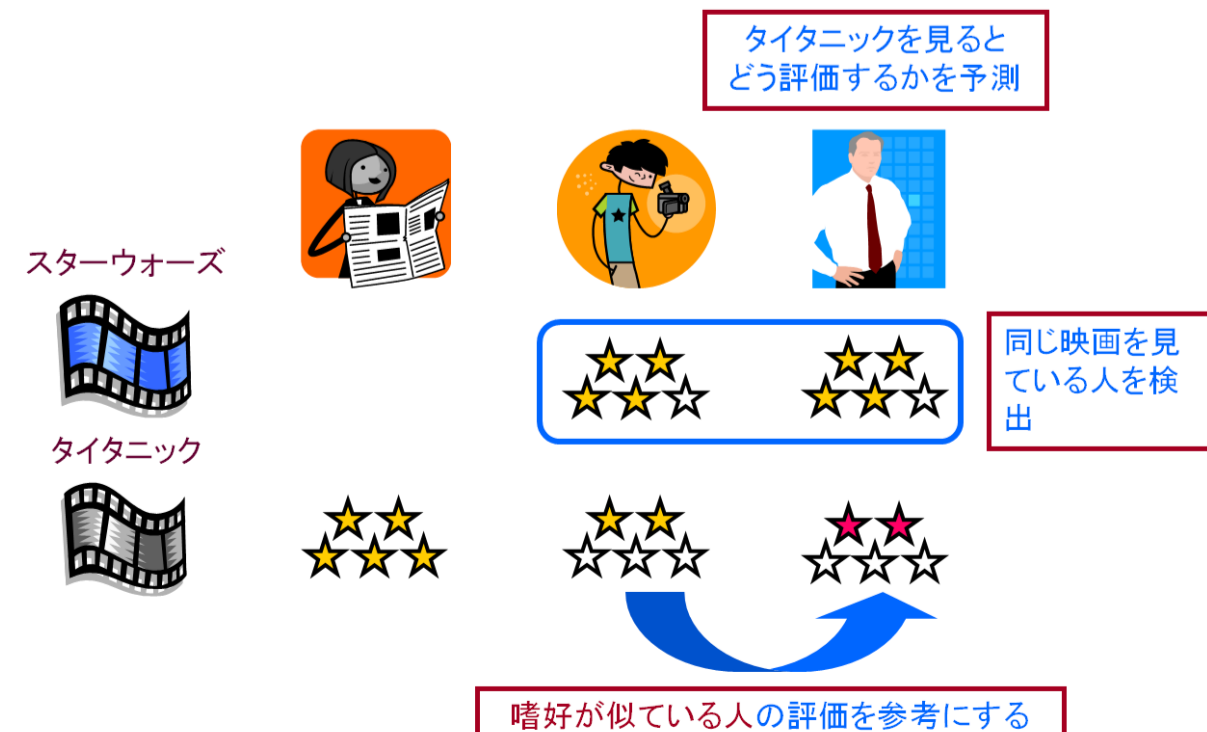 タイタニックを見ると
どう評価するかを予測
スターウォーズ
同じ映画を見
ている人を検
出
タイタニック
嗜好が似ている人の評価を参考にする